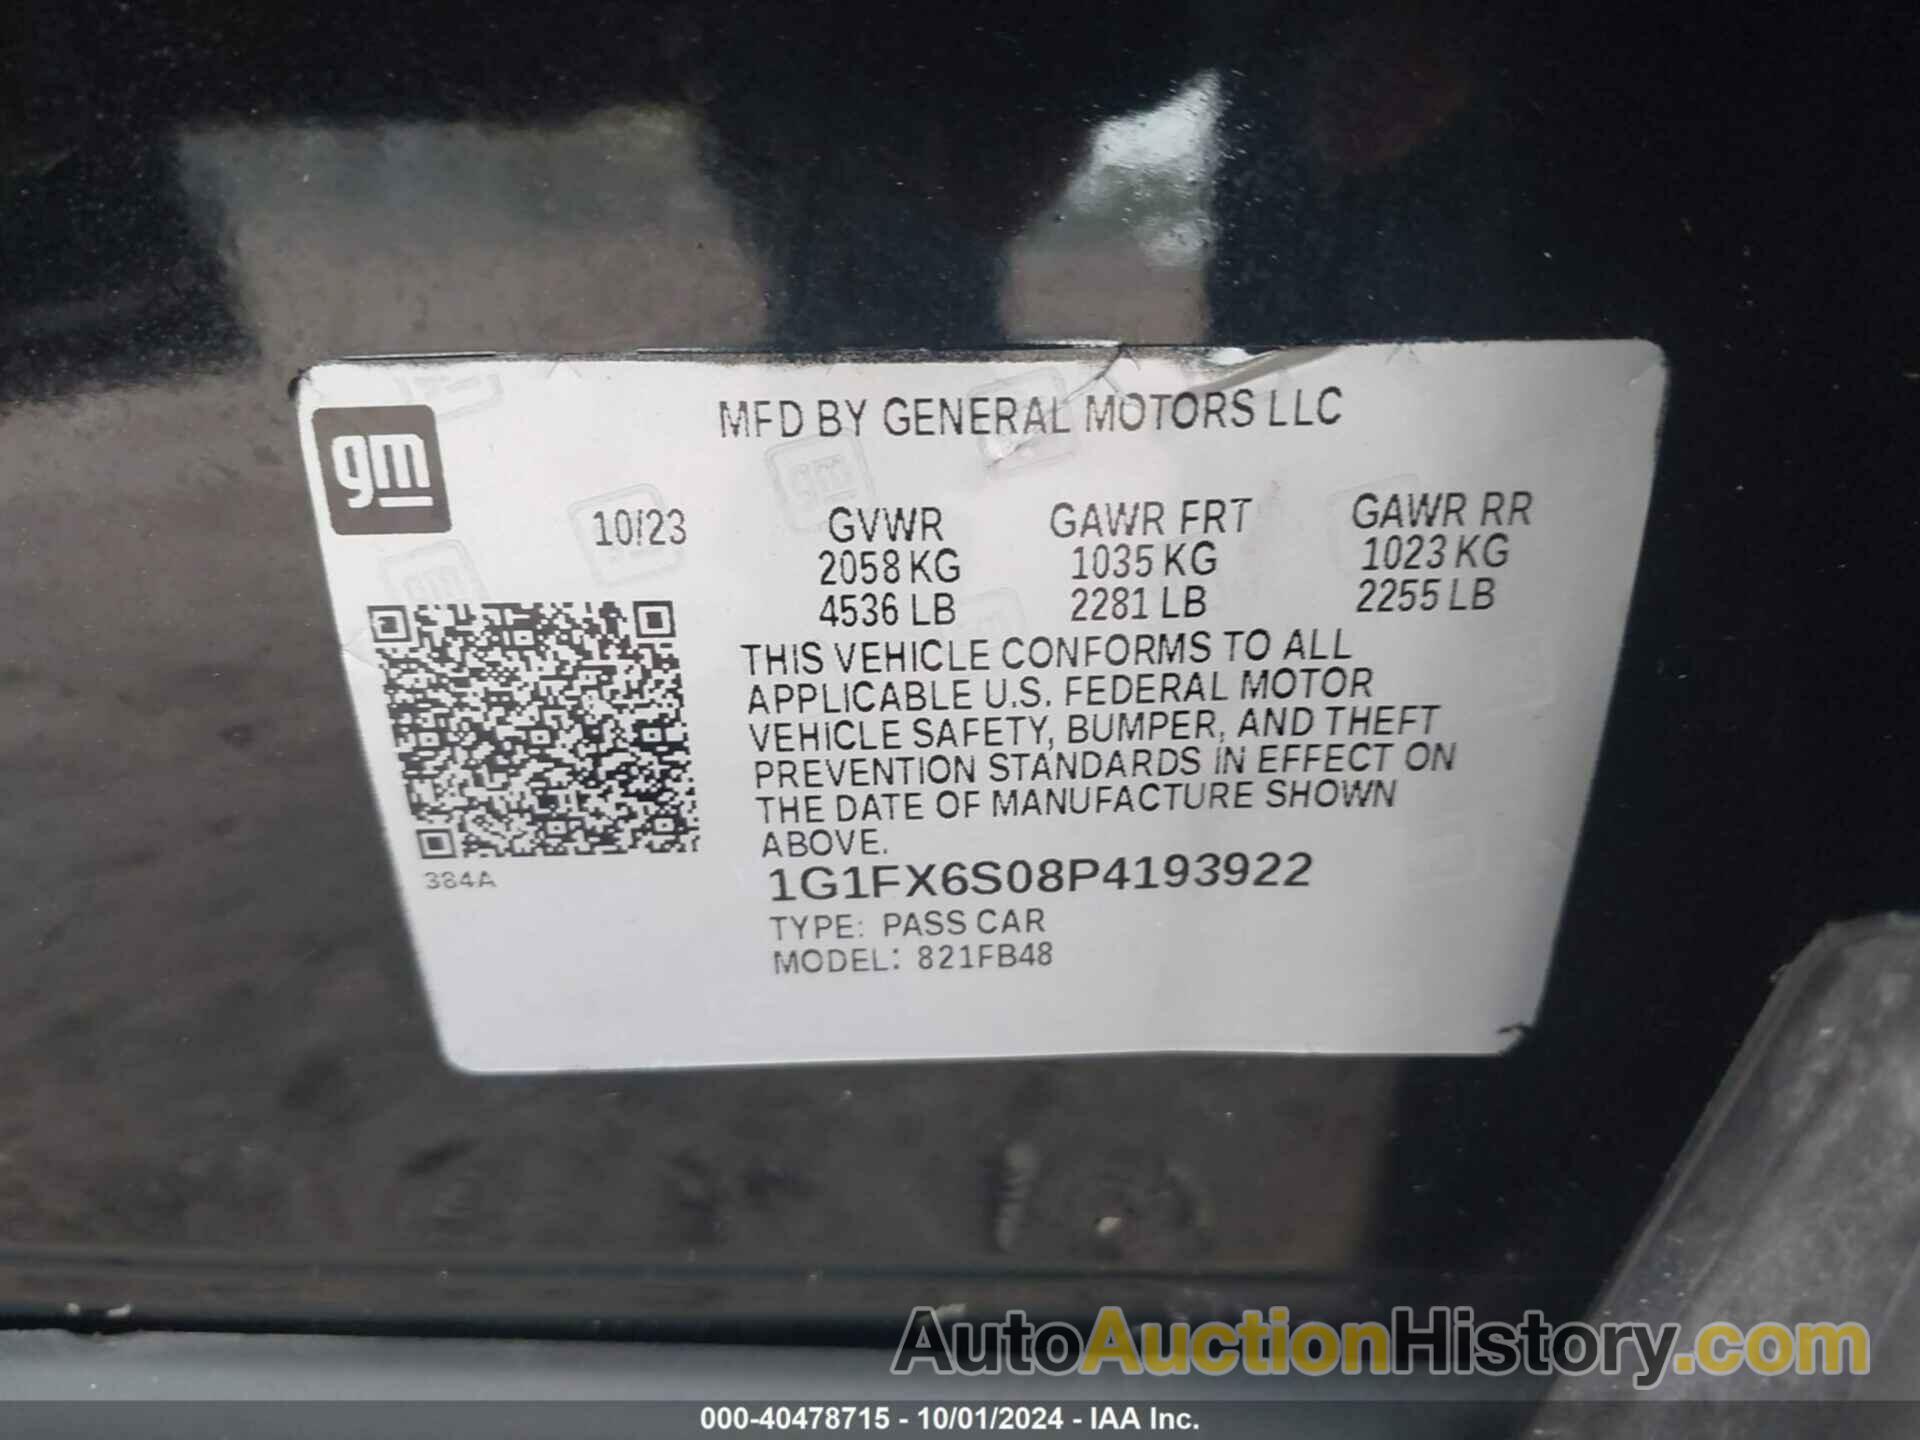 gm
MFD BY GENERAL MOTORS LLC
10/23 GVWR GAWR FRT GAWR RR
2058 KG 1035 KG 1023 KG
4536 LB 2281 LB 2255 LB
THIS VEHICLE CONFORMS TO ALL
APPLICABLE U.S. FEDERAL MOTOR
VEHICLE SAFETY, BUMPER, AND THEFT
PREVENTION STANDARDS IN EFFECT ON
THE DATE OF MANUFACTURE SHOWN
ABOVE.
384A
1G1FX6S08P4193922
TYPE: PASS CAR
MODEL: 821FB48
AutoAuctionHistory.com
000-40478715 - 10/01/2024 - IAA Inc.